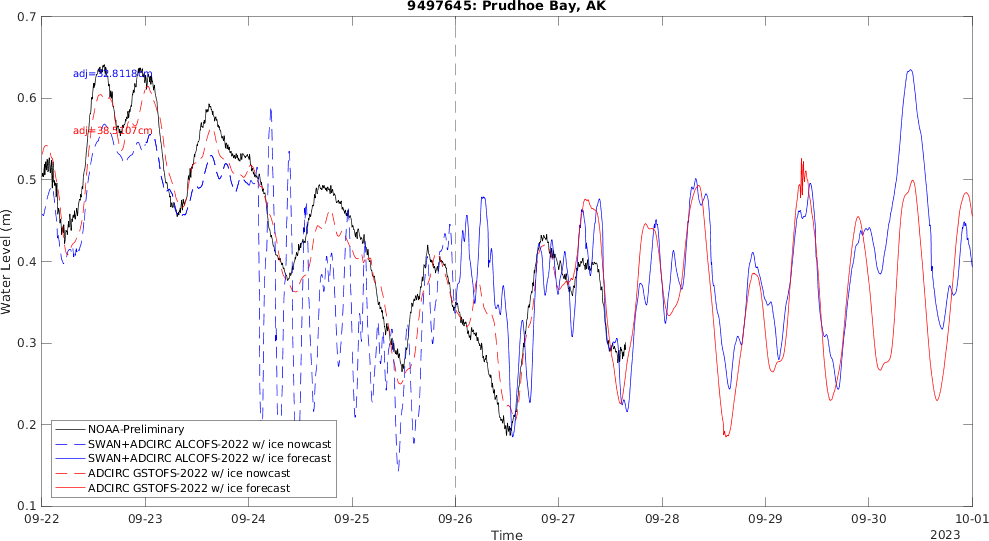 9497645: Prudhoe Bay, AK
0.7
0.6
0.5
0.4
0.3
0.2
0.1
Water Level (m)
NOAA-Preliminary
SWAN+ADCIRC ALCOFS-2022 w/ ice nowcast
SWAN+ADCIRC ALCOFS-2022 w/ ice forecast
ADCIRC GSTOFS-2022 w/ ice nowcast
ADCIRC GSTOFS-2022 w/ ice forecast
09-22 09-23 09-24 09-25 09-26 09-27 09-28 09-29 09-30 10-01
Time
2023